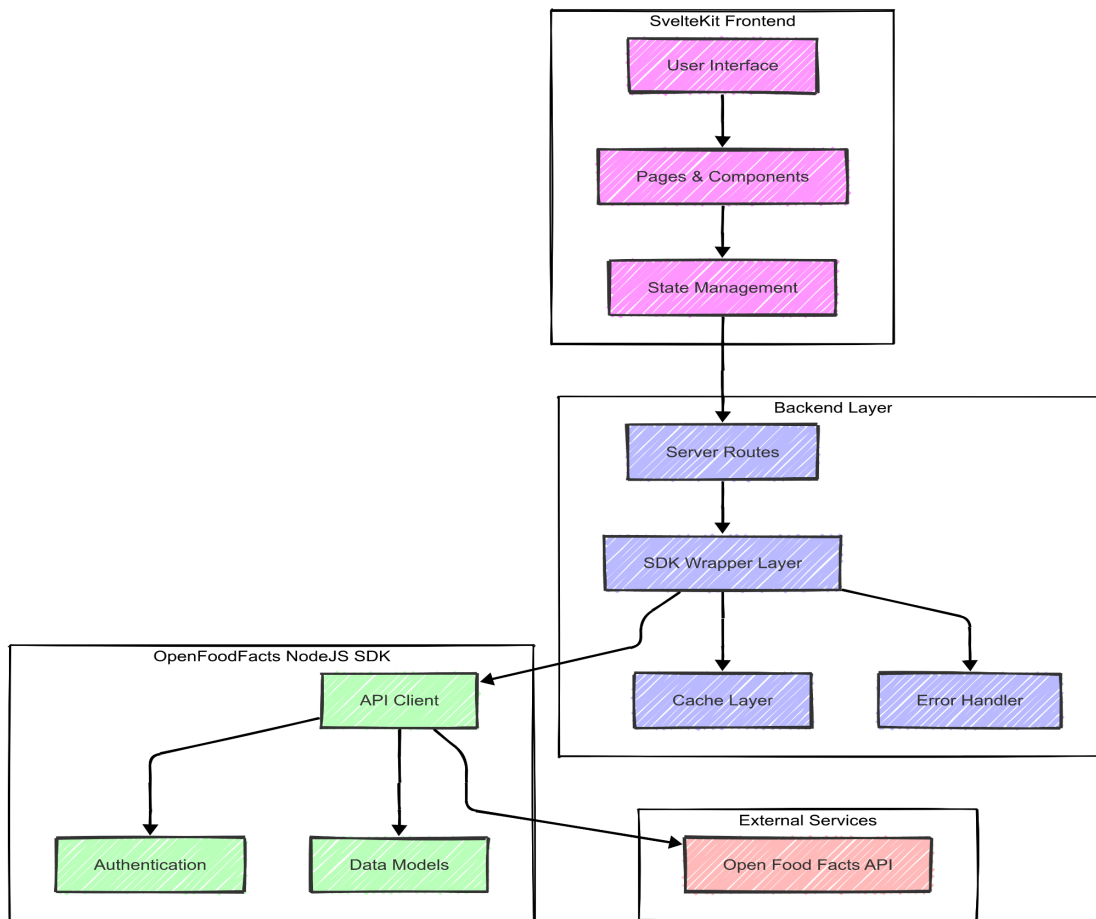 SvelteKit Frontend
User Interface
Pages & Components
State Management
Backend Layer
Server Routes
SDK Wrapper Layer
Cache Layer
Error Handler
OpenFoodFacts NodeJS SDK
API Client
Authentication
Data Models
External Services
Open Food Facts API